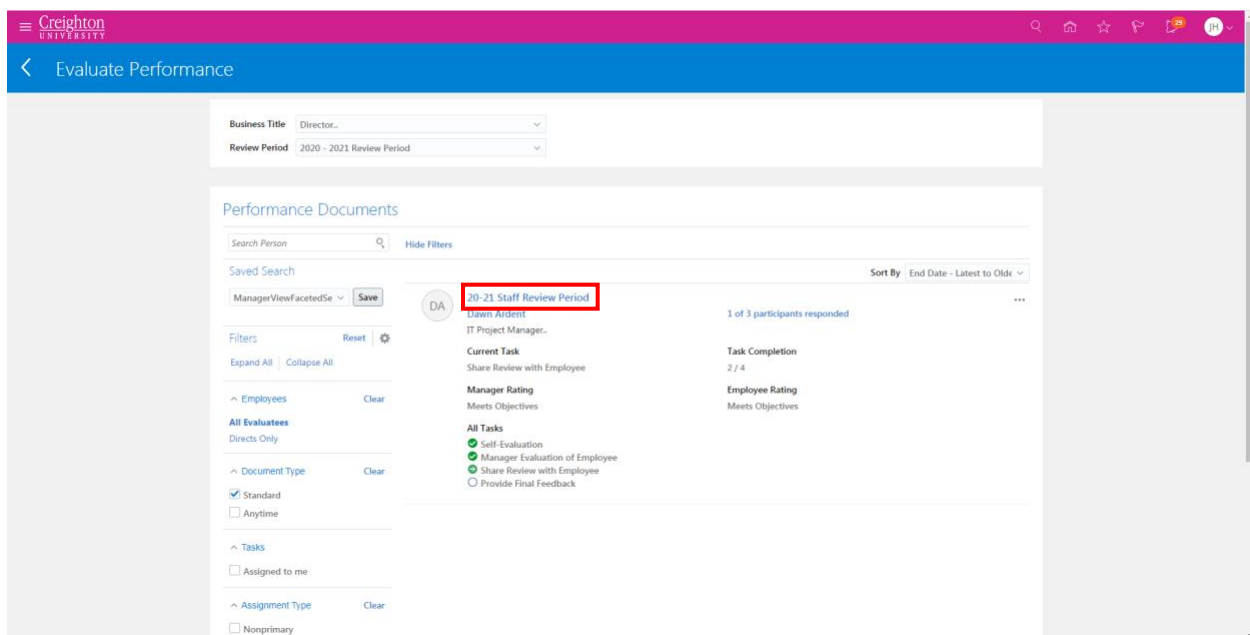 Creighton
UNIVERSITY
29
JH
Evaluate Performance
Business Title Director..
Review Period 2020 - 2021 Review Period
Performance Documents
Search Person
Hide Filters
Saved Search
Sort By End Date - Latest to Olde
ManagerViewFacetedSe Save
DA
20-21 Staff Review Period
Dawn Ardent
1 of 3 participants responded
IT Project Manager..
Filters Reset
Expand All Collapse All
Current Task
Share Review with Employee
Task Completion
2 / 4
Manager Rating
Meets Objectives
Employee Rating
Meets Objectives
Employees Clear
All Evaluatees
Directs Only
All Tasks
Self-Evaluation
Manager Evaluation of Employee
Share Review with Employee
Provide Final Feedback
Document Type Clear
Standard
Anytime
Tasks
Assigned to me
Assignment Type Clear
Nonprimary